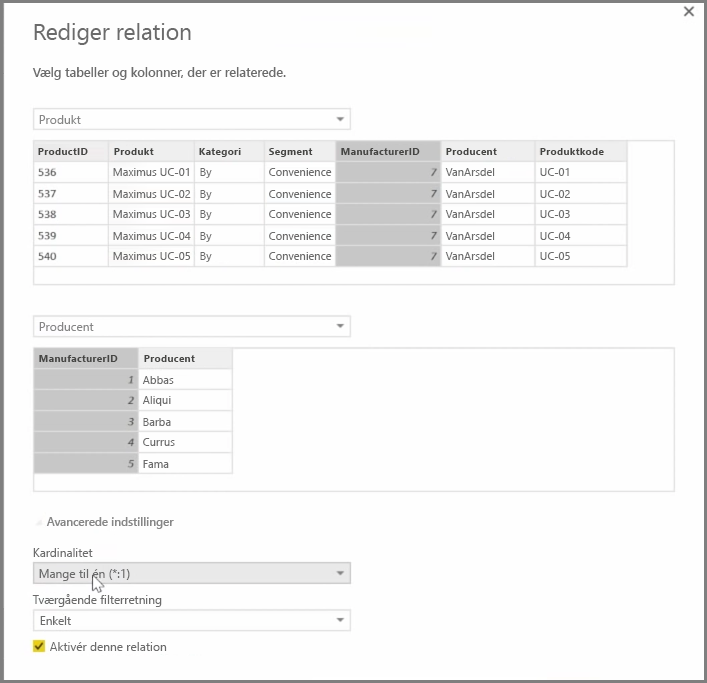 Rediger relation
Vælg tabeller og kolonner, der er relaterede.
Produkt
ProductID Produkt Kategori Segment ManufacturerID Producent Produktkode
536 Maximus UC-01 By Convenience 7 VanArsdel UC-01
537 Maximus UC-02 By Convenience 7 VanArsdel UC-02
538 Maximus UC-03 By Convenience 7 VanArsdel UC-03
539 Maximus UC-04 By Convenience 7 VanArsdel UC-04
540 Maximus UC-05 By Convenience 7 VanArsdel UC-05
Producent
ManufacturerID Producent
1 Abbas
2 Aliqui
3 Barba
4 Currus
5 Fama
Avancerede indstillinger
Kardinalitet
Mange til én (*:1)
Tværgående filterretning
Enkelt
Aktivér denne relation